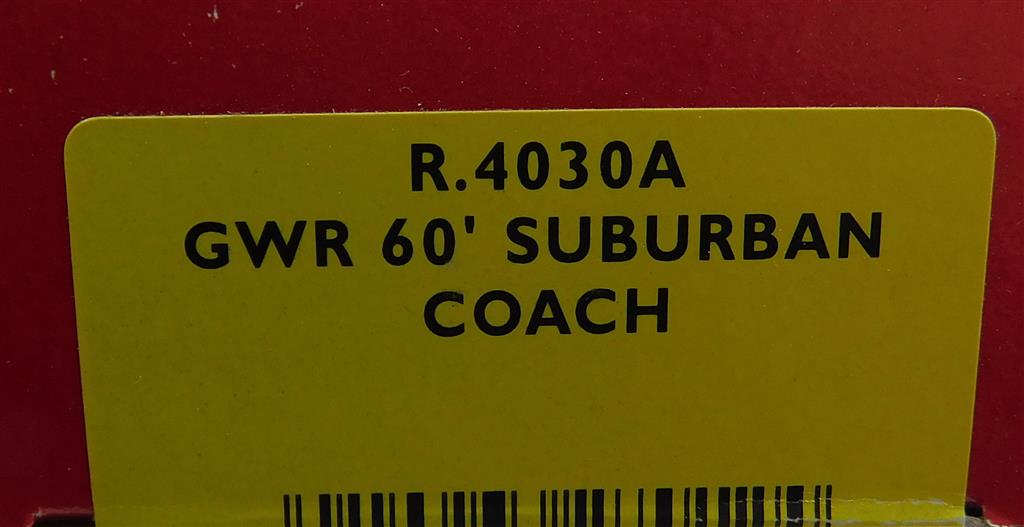 R.4030A
GWR 60' SUBURBAN
COACH